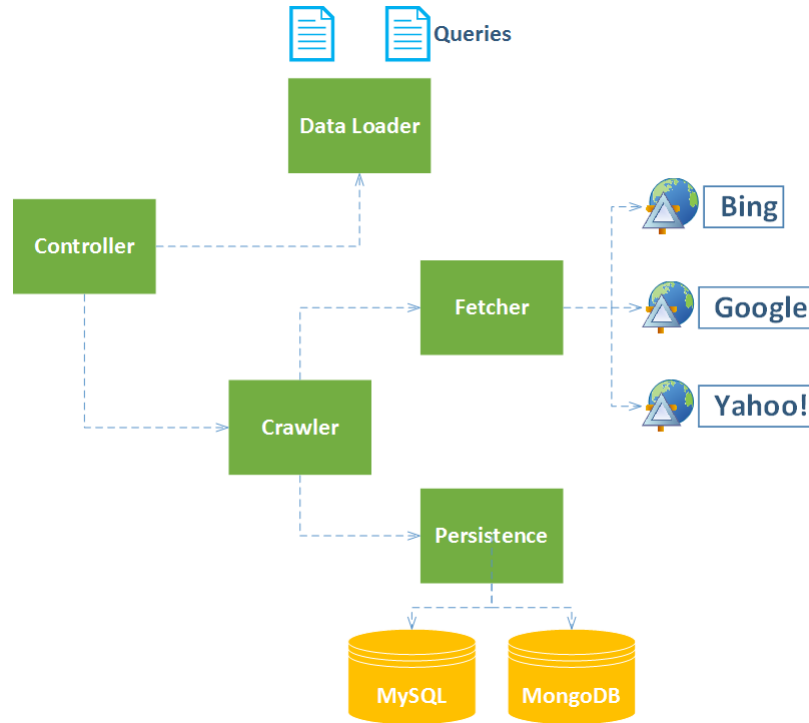 Queries
Data Loader
Controller
Bing
Fetcher
Google
Crawler
Yahoo!
Persistence
MySQL
MongoDB